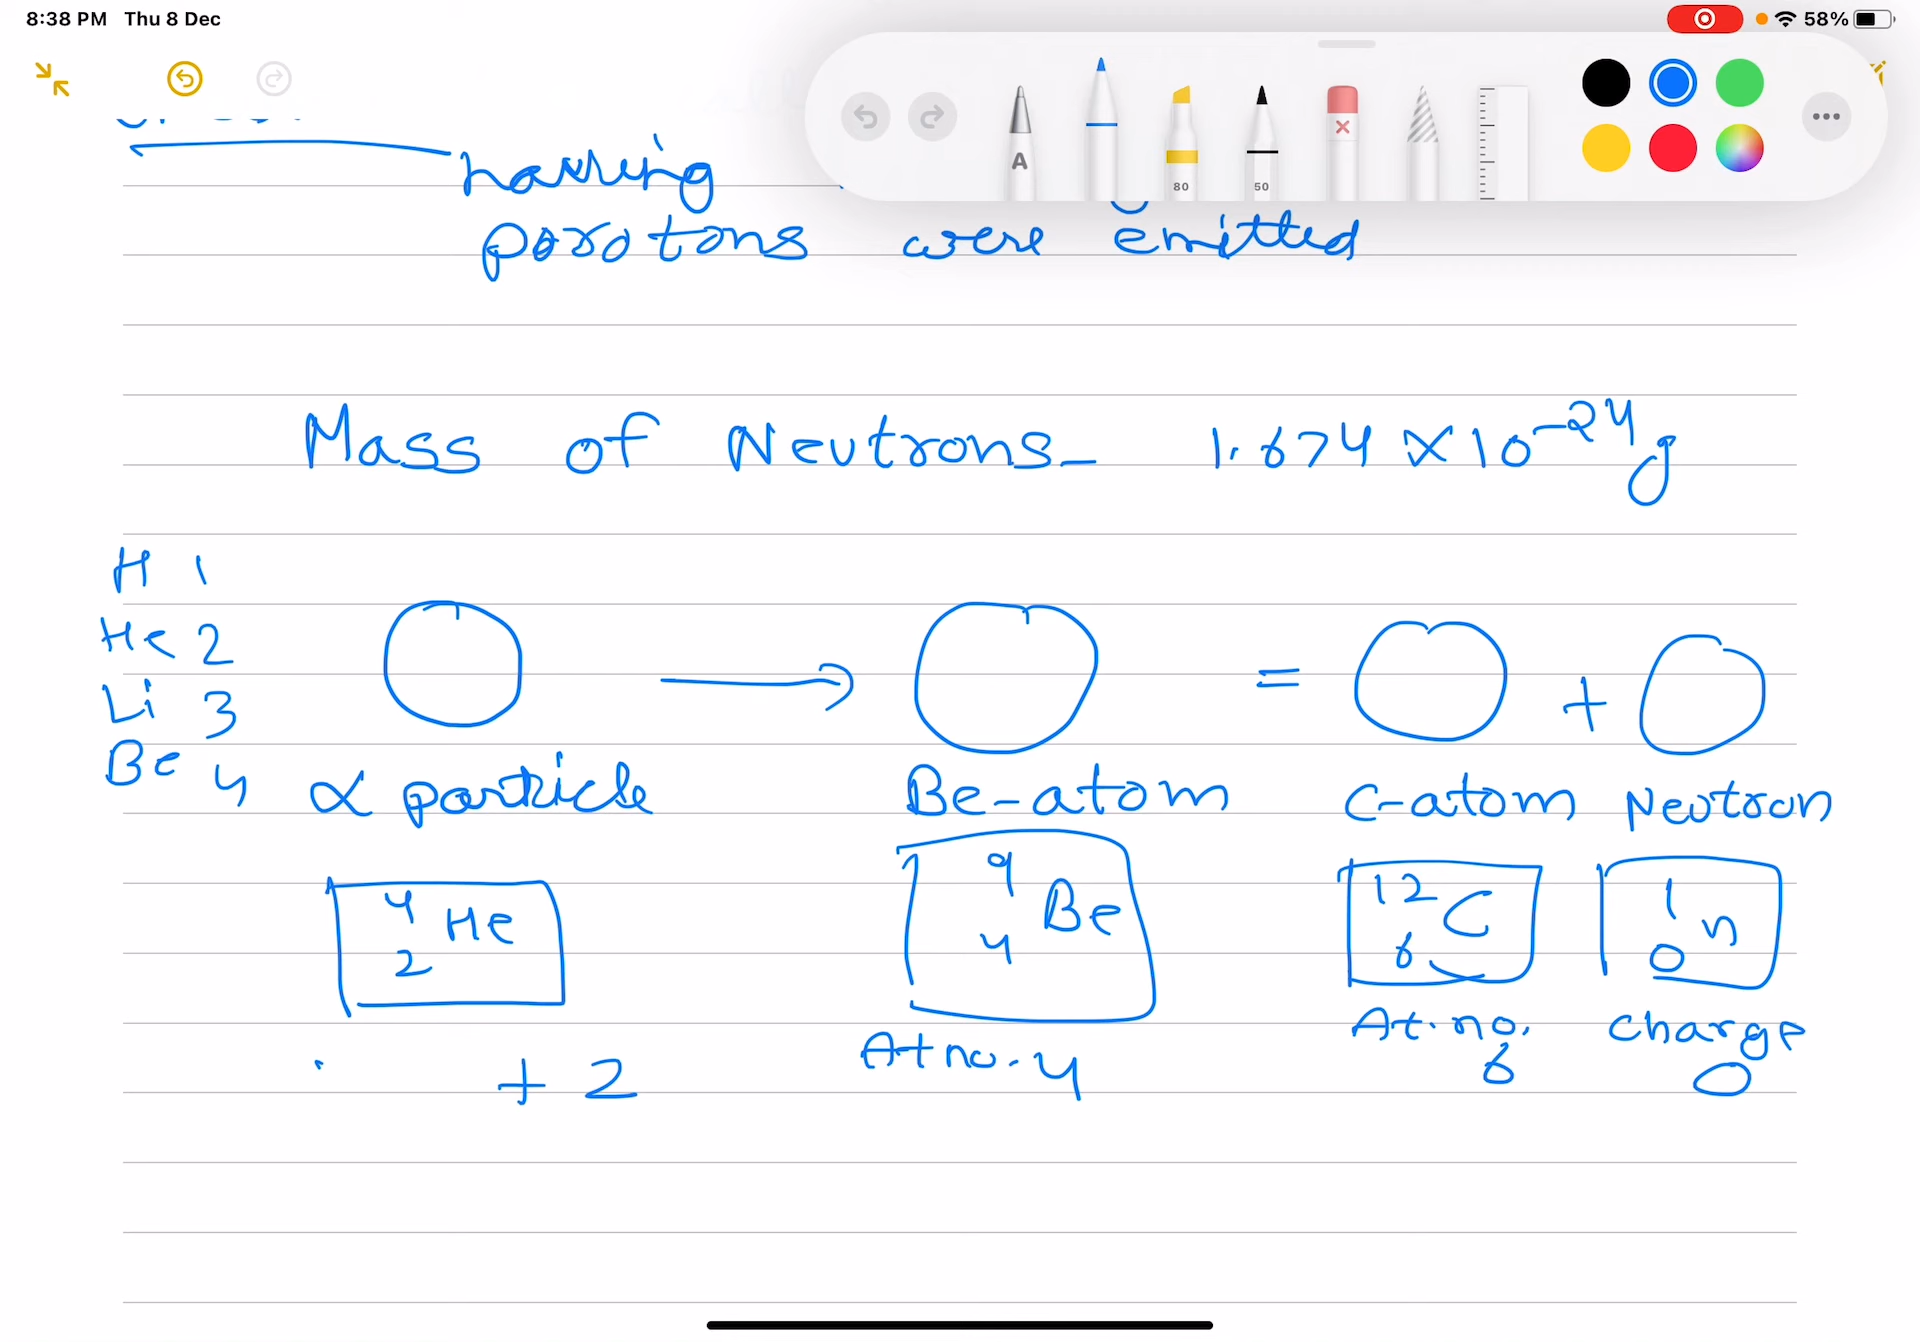 8:38 PM Thu 8 Dec 58%
A 80 50
having
porotons were emitted
Mass of Neutrons- 1.674 × 10⁻²⁴g
H 1
He 2
Li 3
Be 4
α particle Be-atom = C-atom + Neutron
4 2 He 9 4 Be 12 6 C 1 0 n
+ 2 At no. 4 At. no. 6 charge 0